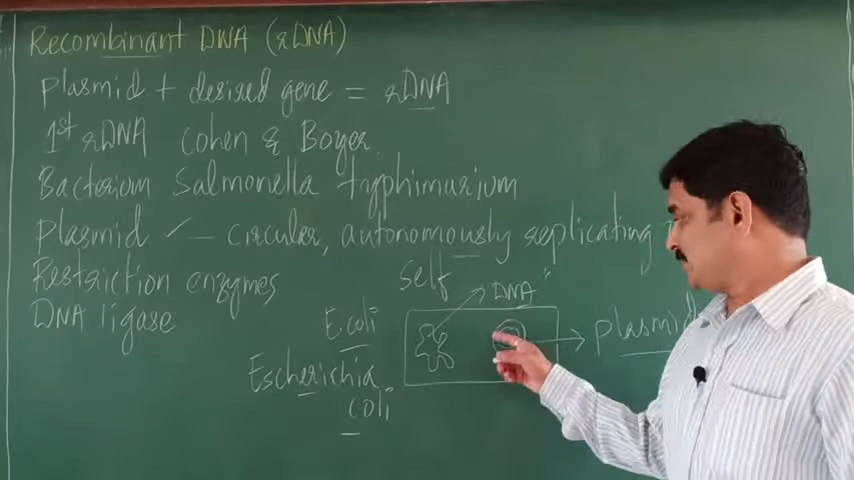 Recombinant DNA (rDNA)
Plasmid + desired gene = rDNA
1st rDNA Cohen & Boyer.
Bacterium Salmonella typhimurium
Plasmid ✓ – circular, autonomously replicating
Restriction enzymes self DNA
DNA ligase E.coli plasmid
Escherichia
coli